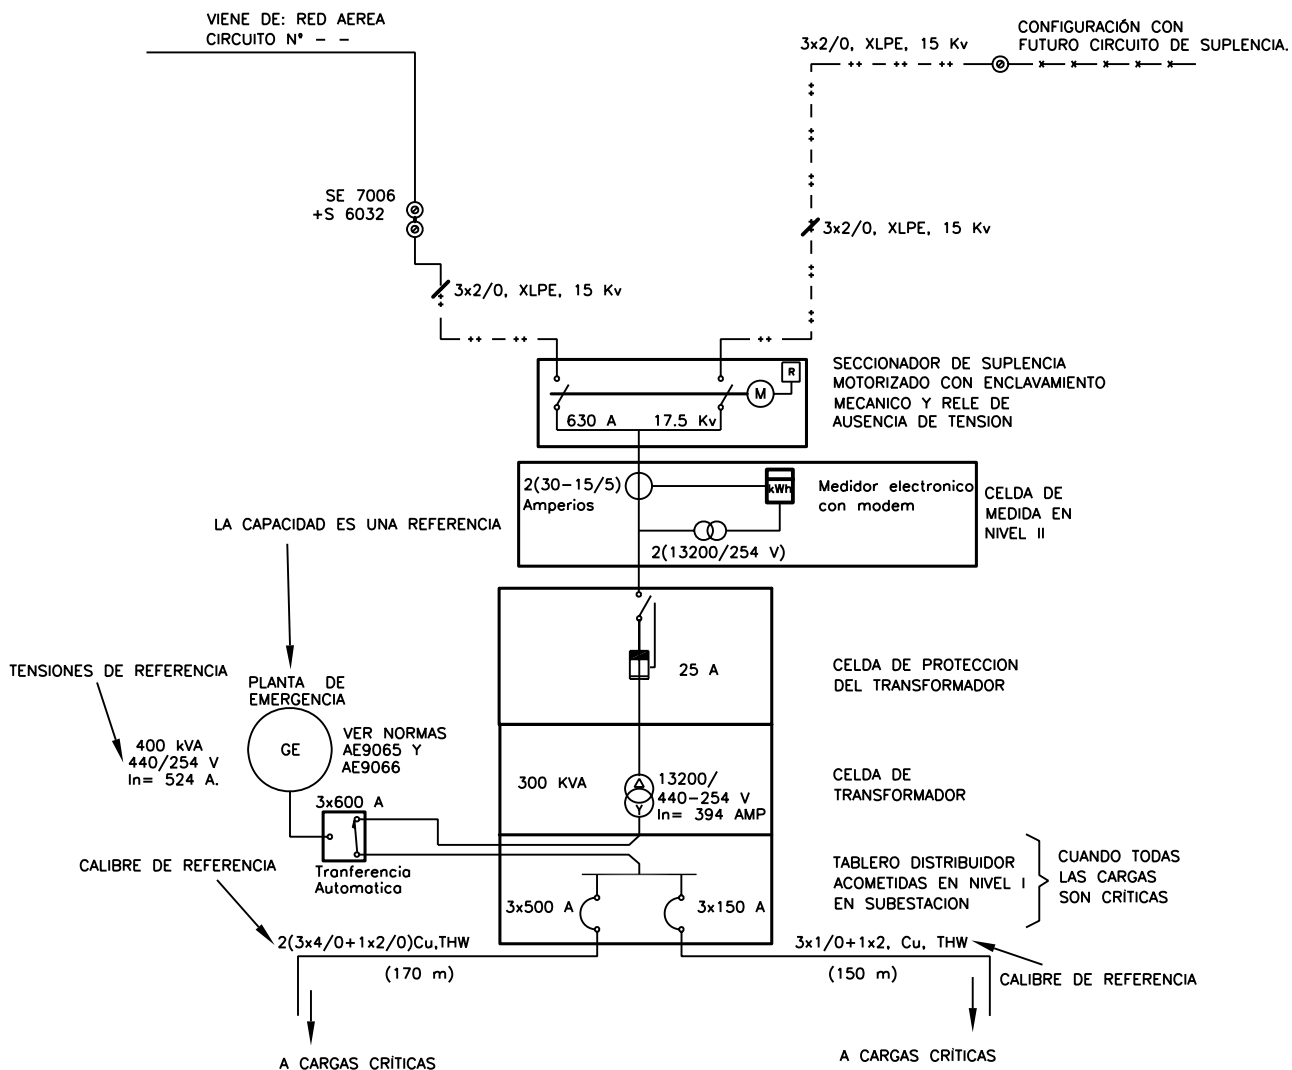 VIENE DE: RED AEREA
CIRCUITO N° - -
CONFIGURACIÓN CON
FUTURO CIRCUITO DE SUPLENCIA.
3x2/0, XLPE, 15 Kv
SE 7006
+S 6032
3x2/0, XLPE, 15 Kv
3x2/0, XLPE, 15 Kv
R
M
630 A
17.5 Kv
SECCIONADOR DE SUPLENCIA
MOTORIZADO CON ENCLAVAMIENTO
MECANICO Y RELE DE
AUSENCIA DE TENSION
2(30-15/5)
Amperios
kWh
Medidor electronico
con modem
2(13200/254 V)
CELDA DE
MEDIDA EN
NIVEL II
LA CAPACIDAD ES UNA REFERENCIA
25 A
CELDA DE PROTECCION
DEL TRANSFORMADOR
TENSIONES DE REFERENCIA
PLANTA DE
EMERGENCIA
GE
VER NORMAS
AE9065 Y
AE9066
400 kVA
440/254 V
In= 524 A.
300 KVA
Y
13200/
440-254 V
In= 394 AMP
CELDA DE
TRANSFORMADOR
3x600 A
Tranferencia
Automatica
CALIBRE DE REFERENCIA
TABLERO DISTRIBUIDOR
ACOMETIDAS EN NIVEL I
EN SUBESTACION
CUANDO TODAS
LAS CARGAS
SON CRÍTICAS
3x500 A
3x150 A
2(3x4/0+1x2/0)Cu,THW
(170 m)
3x1/0+1x2, Cu, THW
(150 m)
CALIBRE DE REFERENCIA
A CARGAS CRÍTICAS
A CARGAS CRÍTICAS